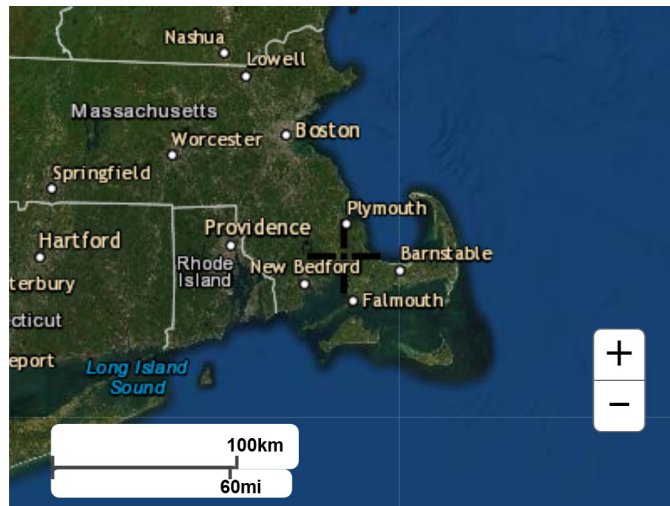 Nashua
Lowell
Massachusetts
Boston
Worcester
Springfield
Plymouth
Providence
Hartford
Barnstable
Rhode
Island
New Bedford
terbury
Falmouth
cticut
eport
Long Island
Sound
+
−
100km
60mi